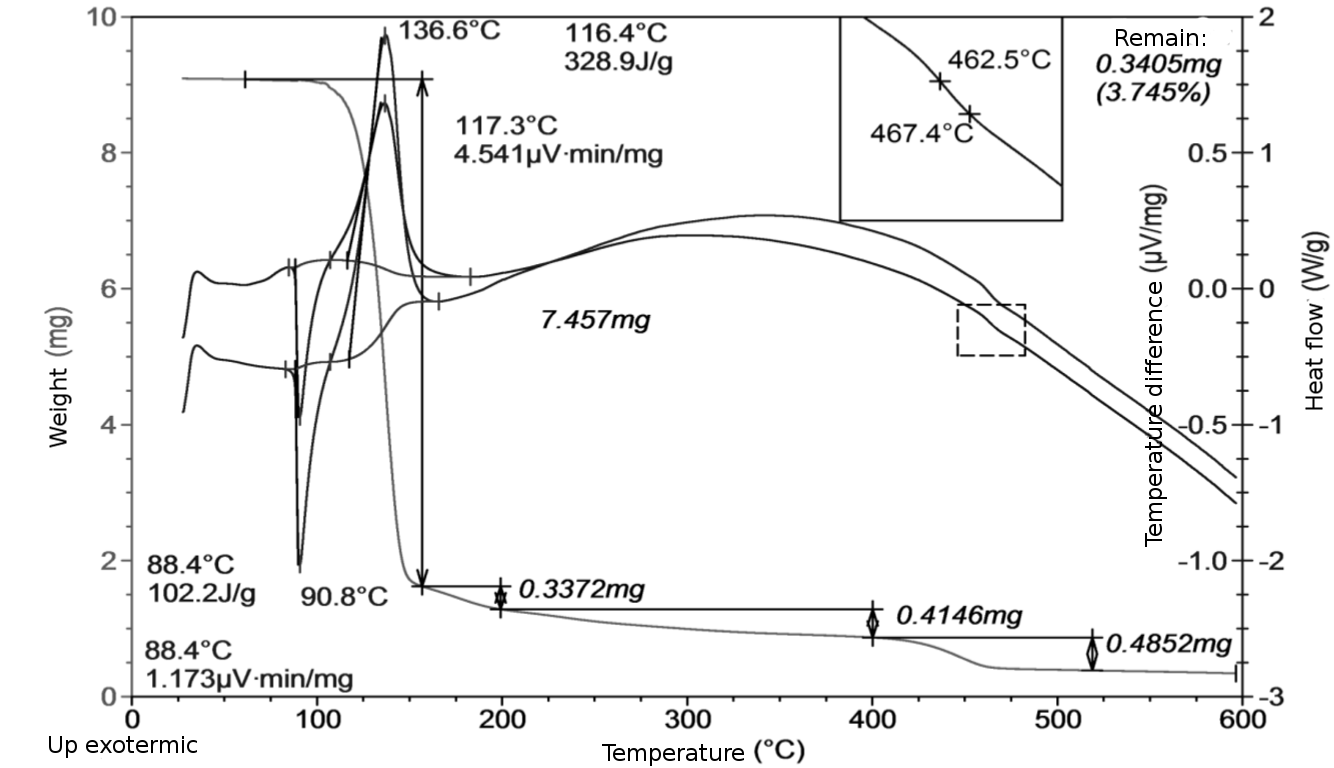 10
8
6
4
2
0
Weight (mg)
136.6°C
116.4°C
328.9J/g
117.3°C
4.541µV·min/mg
462.5°C
467.4°C
Remain:
0.3405mg
(3.745%)
7.457mg
88.4°C
102.2J/g
90.8°C
88.4°C
1.173µV·min/mg
0.3372mg
0.4146mg
0.4852mg
0.5
0.0
-0.5
-1.0
Temperature difference (µV/mg)
2
1
0
-1
-2
-3
Heat flow (W/g)
0
100
200
300
400
500
600
Temperature (°C)
Up exotermic